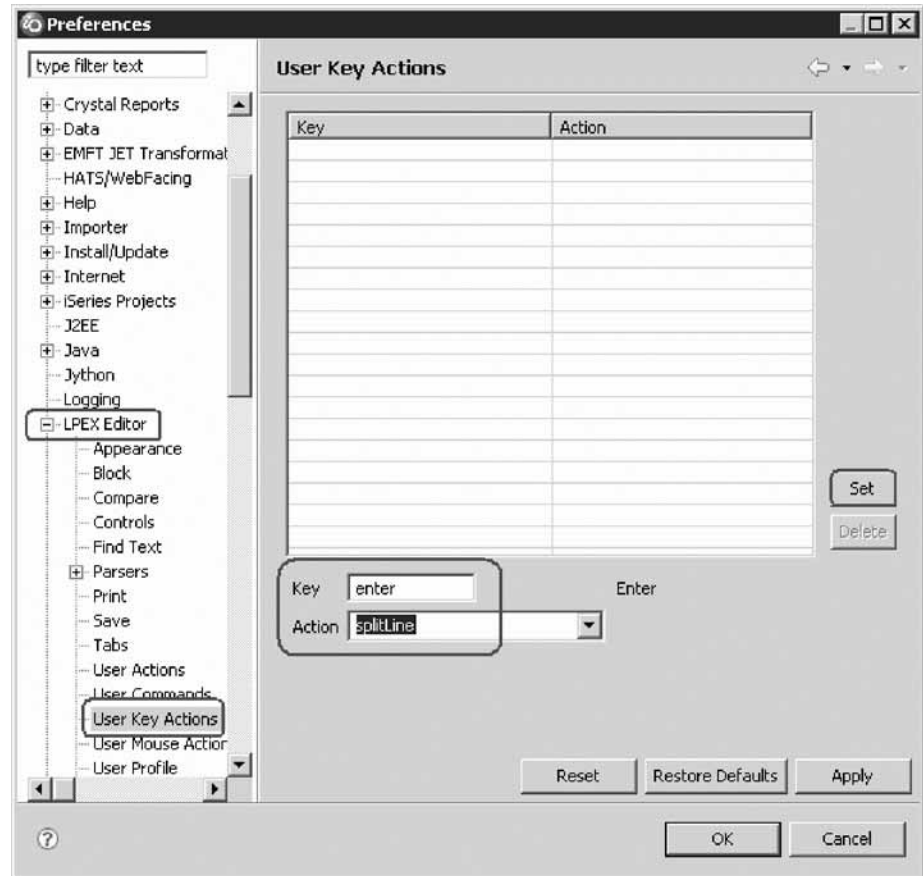 Preferences
type filter text
Crystal Reports
Data
EMFT JET Transformat
HATS/WebFacing
Help
Importer
Install/Update
Internet
iSeries Projects
J2EE
Java
Jython
Logging
LPEX Editor
Appearance
Block
Compare
Controls
Find Text
Parsers
Print
Save
Tabs
User Actions
User Commands
User Key Actions
User Mouse Action
User Profile
User Key Actions
Key Action
Set
Delete
Key enter Enter
Action splitLine
Reset Restore Defaults Apply
OK Cancel